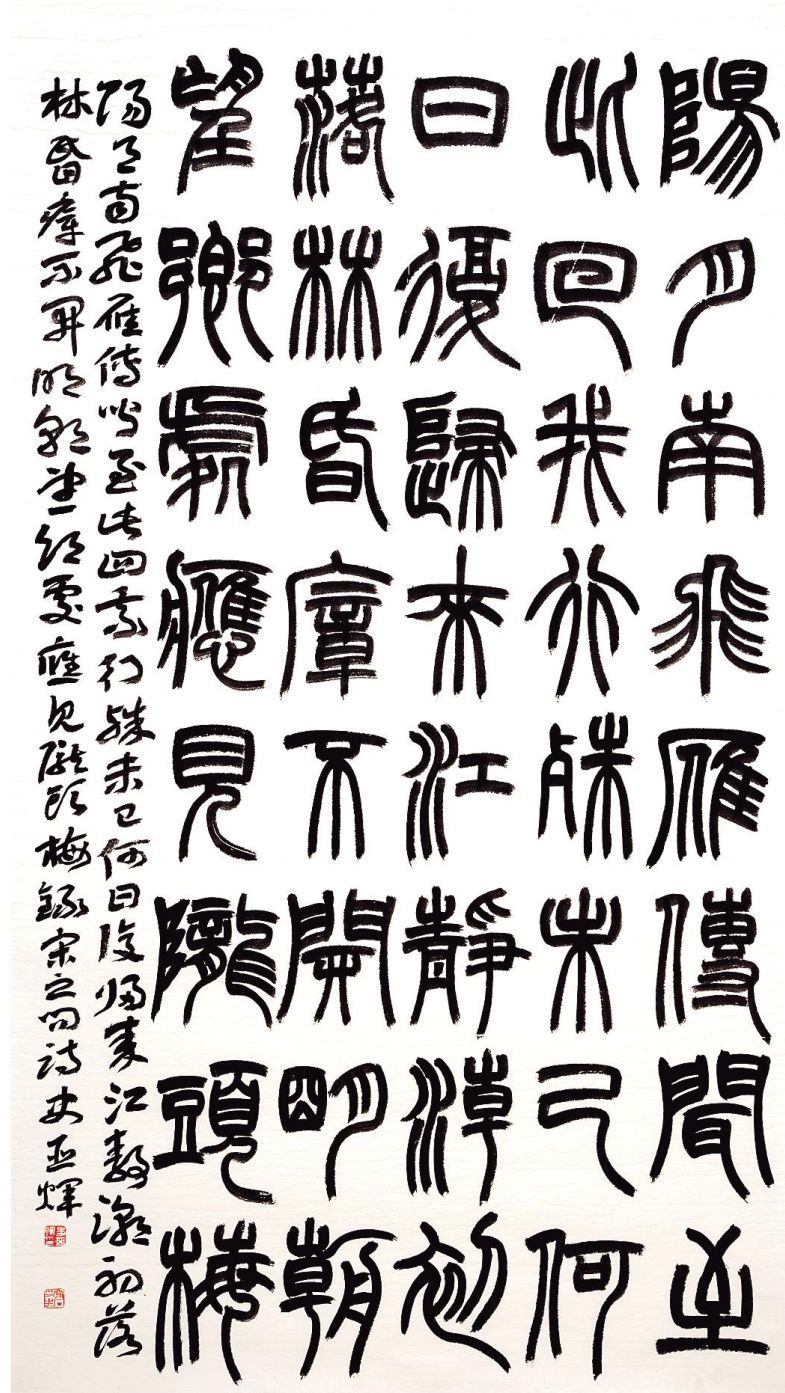 陽月南飛雁傳聞至
此回我行殊未已何
日復歸來江靜潮初
落林昏瘴不開明朝
望鄉處應見隴頭梅
陽月南飛雁傳聞至此回我行殊未已何日復歸來江靜潮初落
林昏瘴不開明朝望鄉處應見隴頭梅錄宋之問詩史亞煇